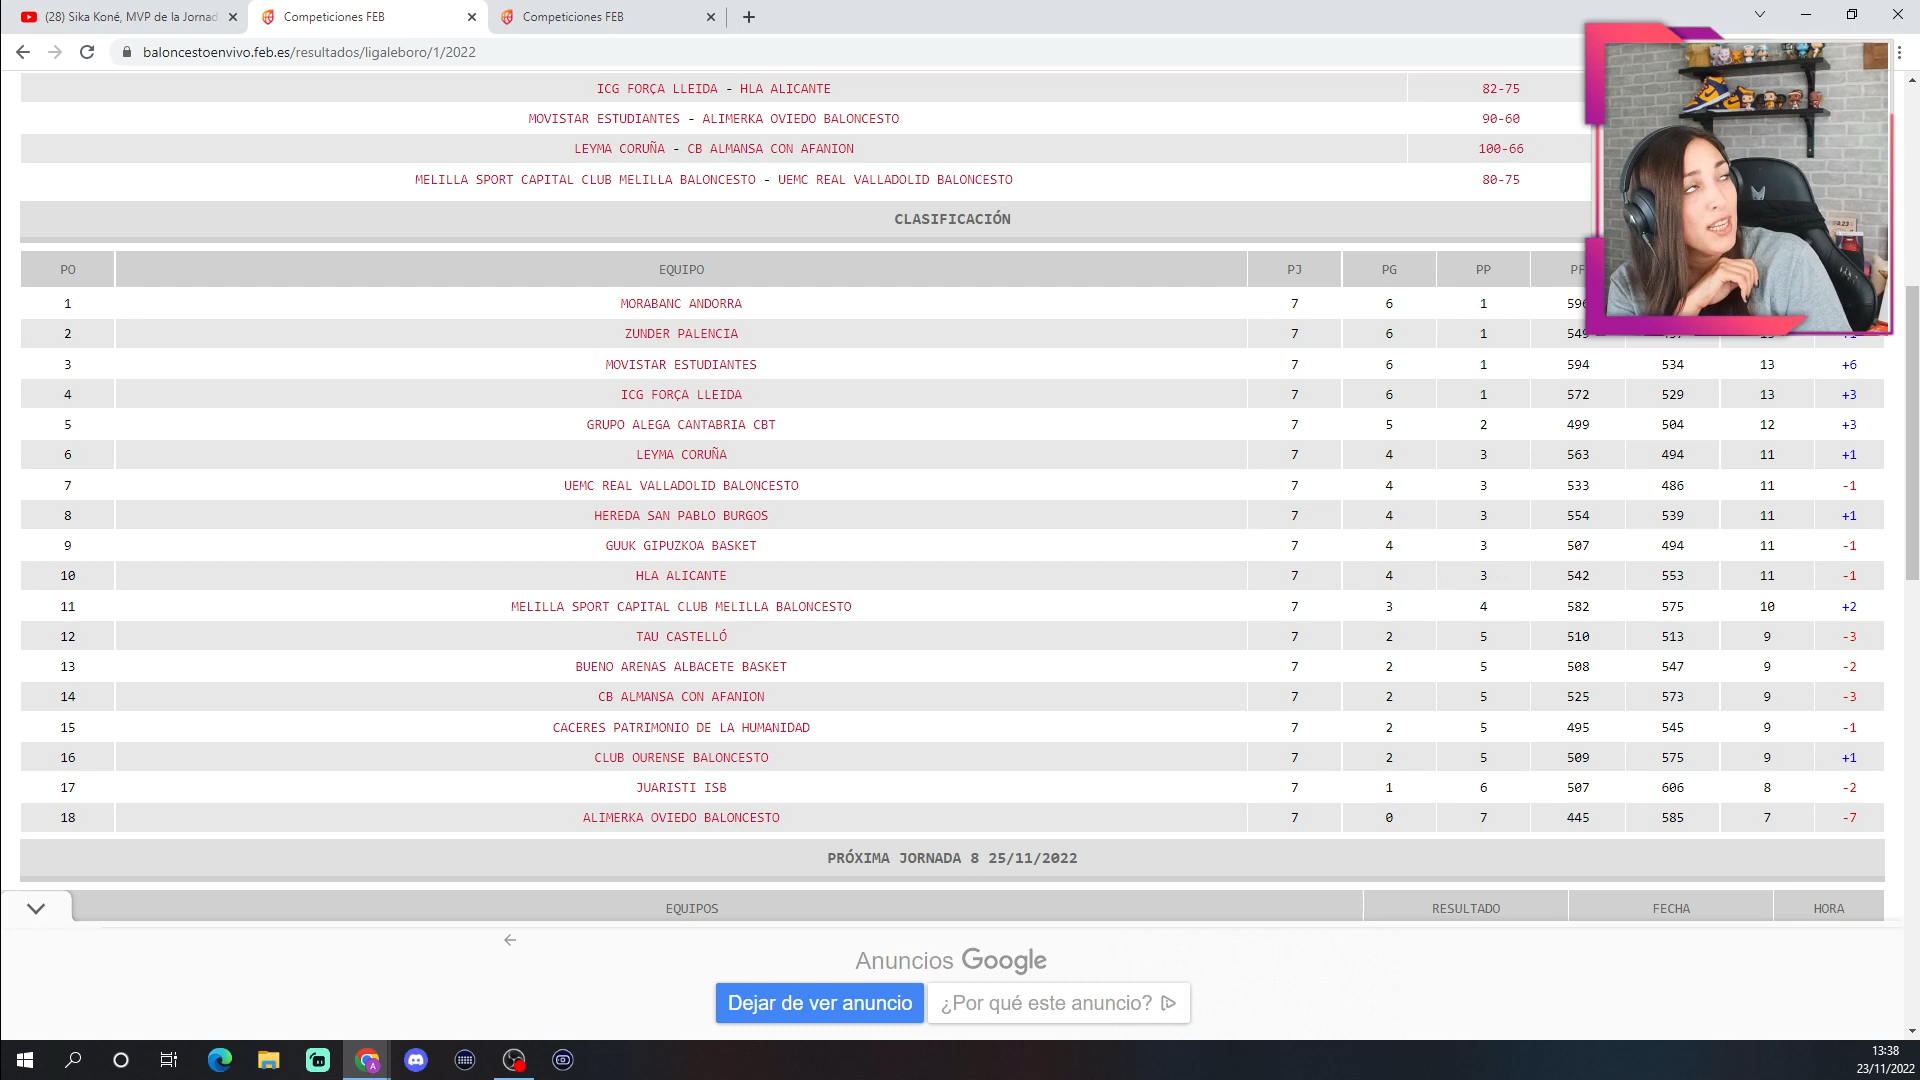 (28) Sika Koné, MVP de la Jornad
Competiciones FEB
Competiciones FEB
baloncestoenvivo.feb.es/resultados/ligaleboro/1/2022
ICG FORÇA LLEIDA - HLA ALICANTE 82-75
MOVISTAR ESTUDIANTES - ALIMERKA OVIEDO BALONCESTO 90-60
LEYMA CORUÑA - CB ALMANSA CON AFANION 100-66
MELILLA SPORT CAPITAL CLUB MELILLA BALONCESTO - UEMC REAL VALLADOLID BALONCESTO 80-75
CLASIFICACIÓN
PO EQUIPO PJ PG PP
1 MORABANC ANDORRA 7 6 1
2 ZUNDER PALENCIA 7 6 1 549
3 MOVISTAR ESTUDIANTES 7 6 1 594 534 13 +6
4 ICG FORÇA LLEIDA 7 6 1 572 529 13 +3
5 GRUPO ALEGA CANTABRIA CBT 7 5 2 499 504 12 +3
6 LEYMA CORUÑA 7 4 3 563 494 11 +1
7 UEMC REAL VALLADOLID BALONCESTO 7 4 3 533 486 11 -1
8 HEREDA SAN PABLO BURGOS 7 4 3 554 539 11 +1
9 GUUK GIPUZKOA BASKET 7 4 3 507 494 11 -1
10 HLA ALICANTE 7 4 3 542 553 11 -1
11 MELILLA SPORT CAPITAL CLUB MELILLA BALONCESTO 7 3 4 582 575 10 +2
12 TAU CASTELLÓ 7 2 5 510 513 9 -3
13 BUENO ARENAS ALBACETE BASKET 7 2 5 508 547 9 -2
14 CB ALMANSA CON AFANION 7 2 5 525 573 9 -3
15 CACERES PATRIMONIO DE LA HUMANIDAD 7 2 5 495 545 9 -1
16 CLUB OURENSE BALONCESTO 7 2 5 509 575 9 +1
17 JUARISTI ISB 7 1 6 507 606 8 -2
18 ALIMERKA OVIEDO BALONCESTO 7 0 7 445 585 7 -7
PRÓXIMA JORNADA 8 25/11/2022
EQUIPOS RESULTADO FECHA HORA
Anuncios Google
Dejar de ver anuncio
¿Por qué este anuncio?
13:38
23/11/2022